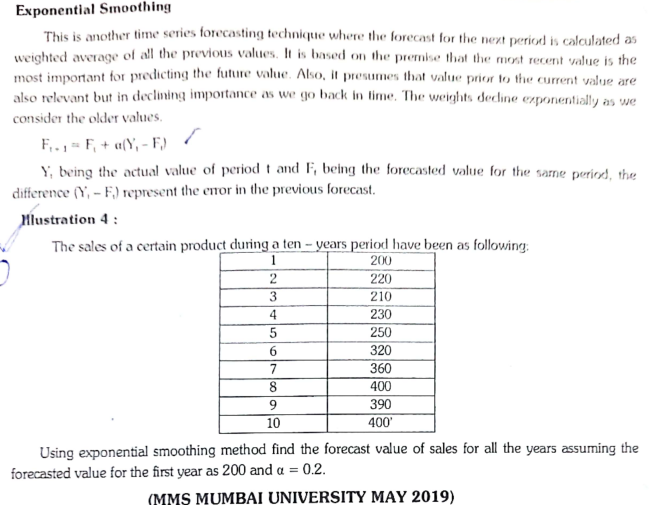 Exponential Smoothing
This is another time series forecasting technique where the forecast for the next period is calculated as
weighted average of all the previous values. It is based on the premise that the most recent value is the
most important for predicting the future value. Also, it presumes that value prior to the current value are
also relevant but in declining importance as we go back in time. The weights decline exponentially as we
consider the older values.
Fₜ₊₁ = Fₜ + α(Yₜ – Fₜ)
Yₜ being the actual value of period t and Fₜ being the forecasted value for the same period, the
difference (Yₜ – Fₜ) represent the error in the previous forecast.
Illustration 4 :
The sales of a certain product during a ten – years period have been as following:
1 200
2 220
3 210
4 230
5 250
6 320
7 360
8 400
9 390
10 400'
Using exponential smoothing method find the forecast value of sales for all the years assuming the
forecasted value for the first year as 200 and α = 0.2.
(MMS MUMBAI UNIVERSITY MAY 2019)